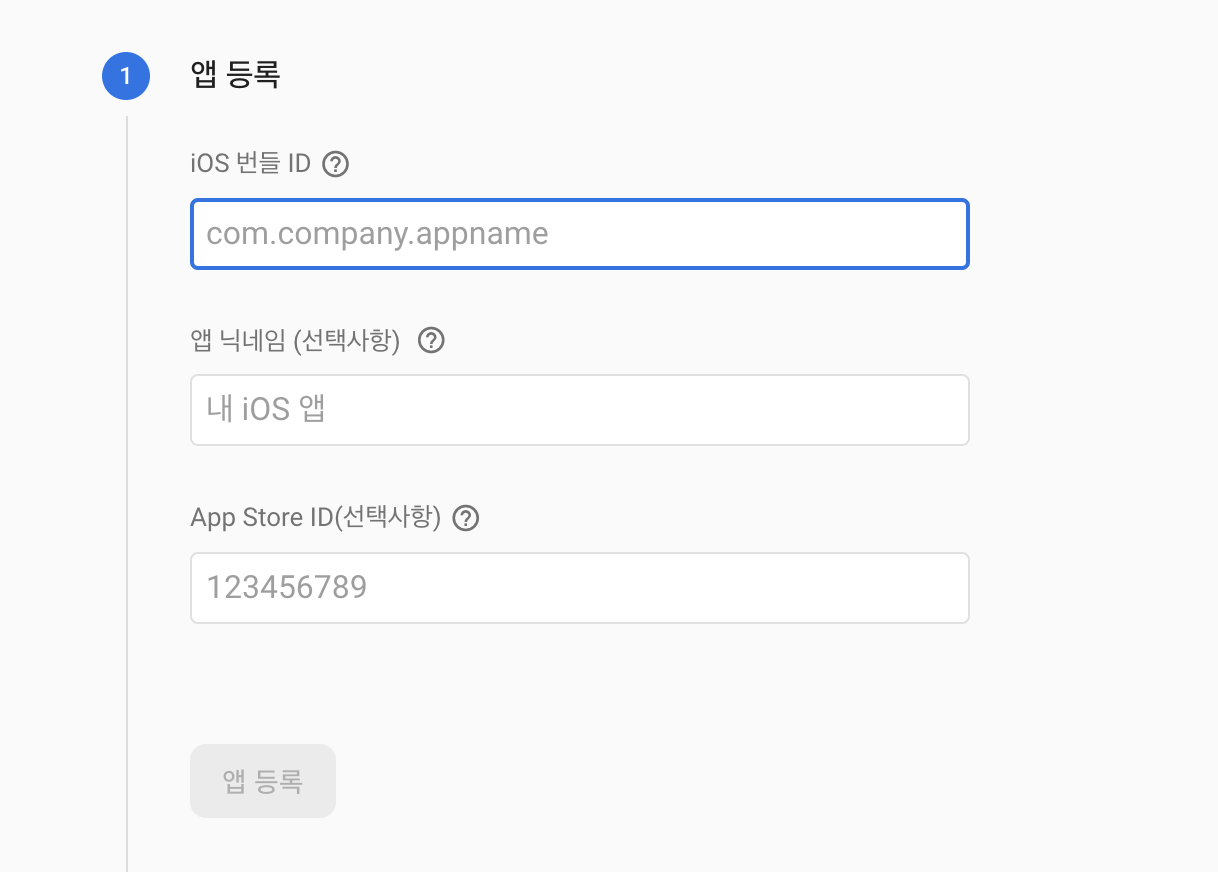 1 앱 등록
iOS 번들 ID ?
com.company.appname
앱 닉네임 (선택사항) ?
내 iOS 앱
App Store ID(선택사항) ?
123456789
앱 등록